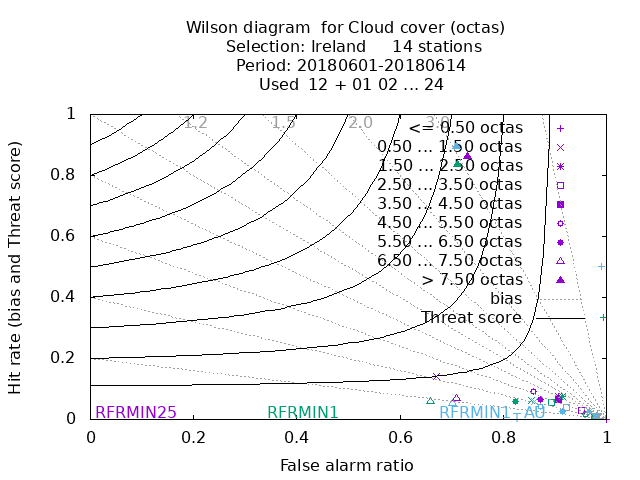 Wilson diagram  for Cloud cover (octas)
Selection: Ireland     14 stations
Period: 20180601-20180614
Used  12 + 01 02 ... 24
Hit rate (bias and Threat score)
1
0.8
0.6
0.4
0.2
0
1.2
1.5
2.0
3.0
<= 0.50 octas
0.50 ... 1.50 octas
1.50 ... 2.50 octas
2.50 ... 3.50 octas
3.50 ... 4.50 octas
4.50 ... 5.50 octas
5.50 ... 6.50 octas
6.50 ... 7.50 octas
> 7.50 octas
bias
Threat score
RFRMIN25
RFRMIN1
RFRMIN1_AU
0
0.2
0.4
0.6
0.8
1
False alarm ratio